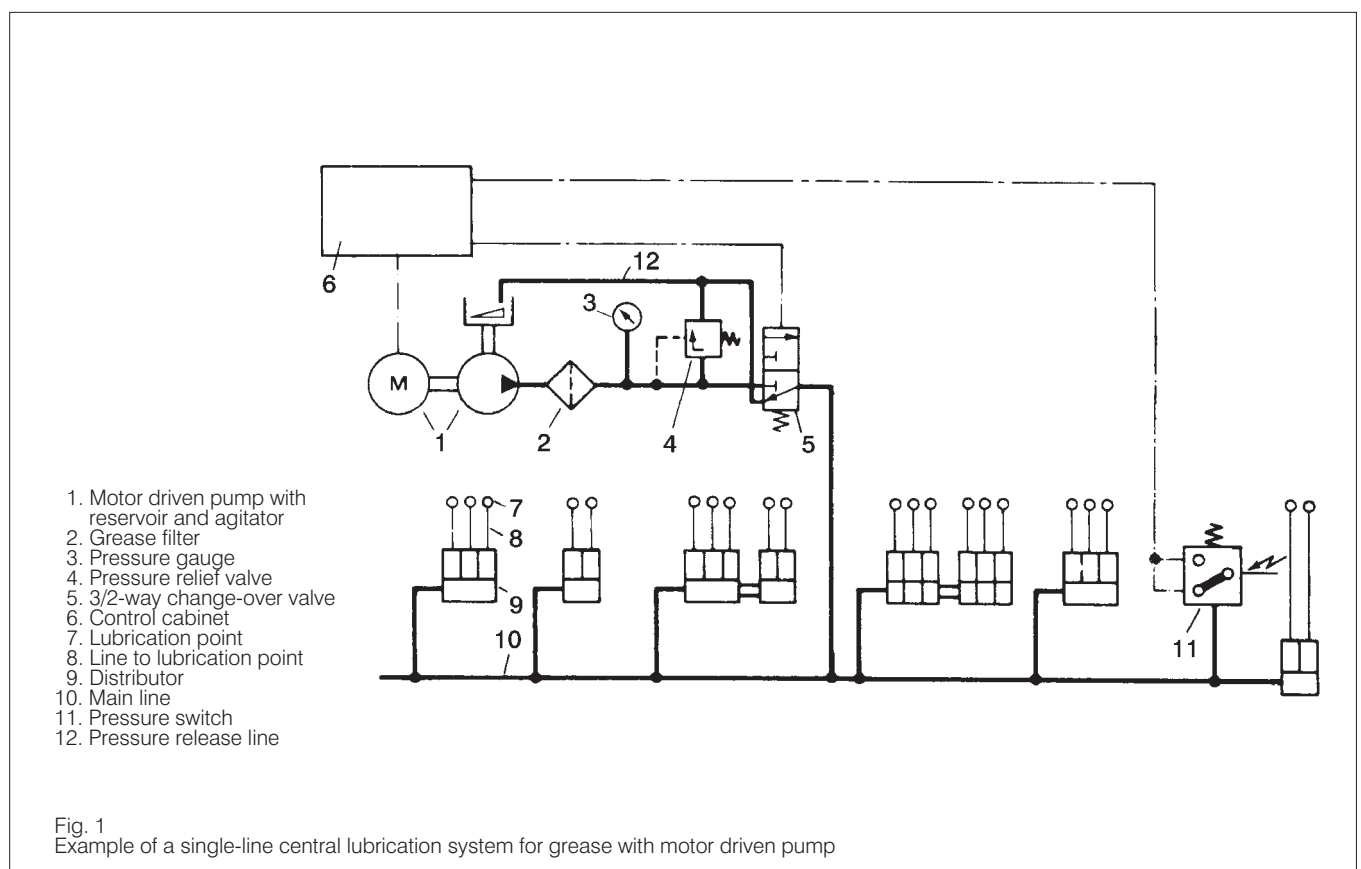 6
12
3
M
1
2
4
5
7
8
9
10
11
1. Motor driven pump with
reservoir and agitator
2. Grease filter
3. Pressure gauge
4. Pressure relief valve
5. 3/2-way change-over valve
6. Control cabinet
7. Lubrication point
8. Line to lubrication point
9. Distributor
10. Main line
11. Pressure switch
12. Pressure release line
Fig. 1
Example of a single-line central lubrication system for grease with motor driven pump